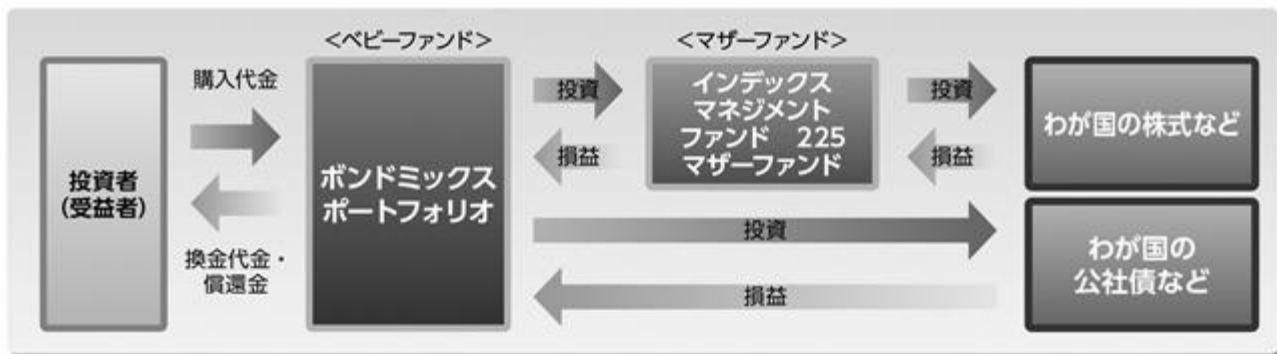 <ベビーファンド>
<マザーファンド>
投資者
(受益者)
購入代金
換金代金・
償還金
ボンドミックス
ポートフォリオ
投資
損益
インデックス
マネジメント
ファンド　225
マザーファンド
投資
損益
わが国の株式など
投資
損益
わが国の
公社債など